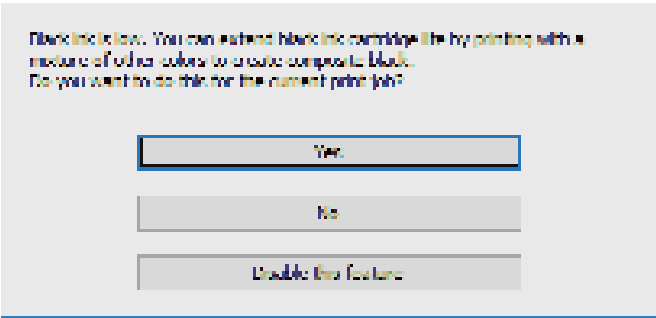 Black ink is low. You can extend black ink cartridge life by printing with a
mixture of other colors to create composite black.
Do you want to do this for the current print job?
Yes
No
Disable this feature